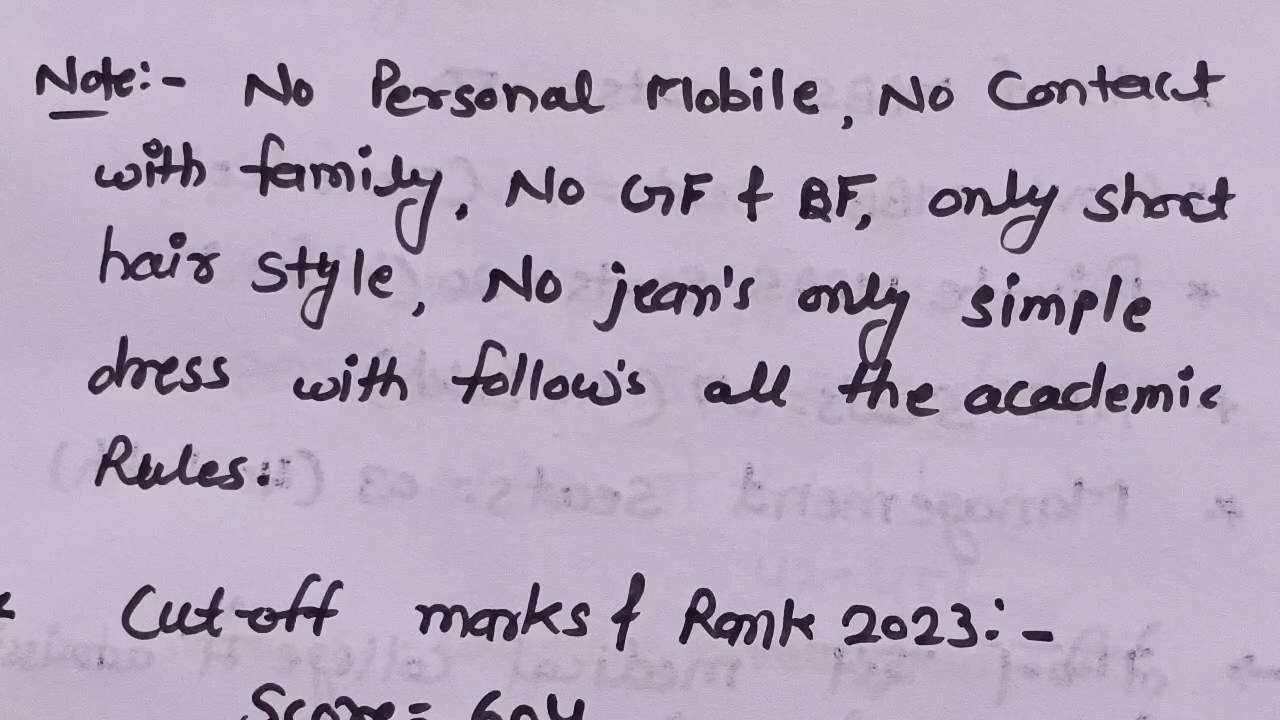 Note:- No Personal Mobile, No Contact
with family, No GF & BF, only short
hair style, No jean's only simple
dress with follow's all the academic
Rules.
Cut-off marks & Rank 2023:-
Score=